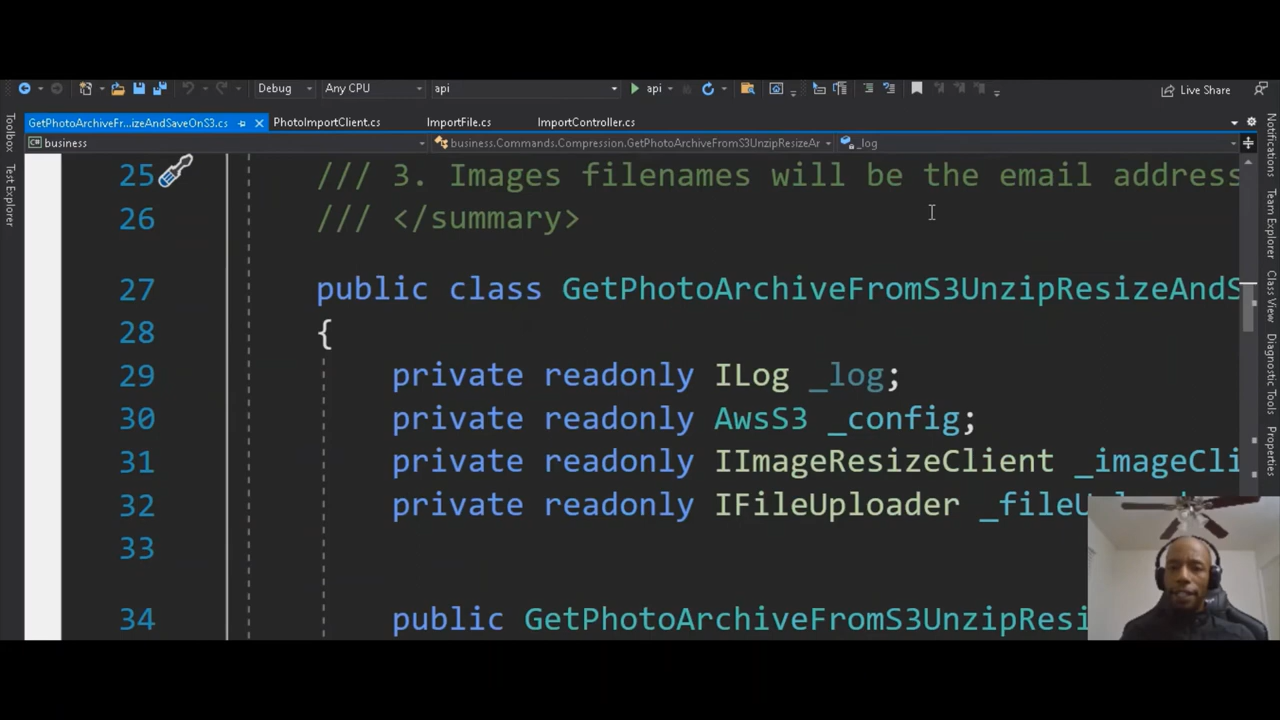 Debug Any CPU api api Live Share
GetPhotoArchiveFr...izeAndSaveOnS3.cs PhotoImportClient.cs ImportFile.cs ImportController.cs
business business.Commands.Compression.GetPhotoArchiveFromS3UnzipResizeAr _log
Toolbox
Test Explorer
25 /// 3. Images filenames will be the email address
26 /// </summary>
27 public class GetPhotoArchiveFromS3UnzipResizeAndS
28 {
29 private readonly ILog _log;
30 private readonly AwsS3 _config;
31 private readonly IImageResizeClient _imageCli
32 private readonly IFileUploader _fileU
33
34 public GetPhotoArchiveFromS3UnzipResi
Notifications
Team Explorer
Class View
Diagnostic Tools
Properties